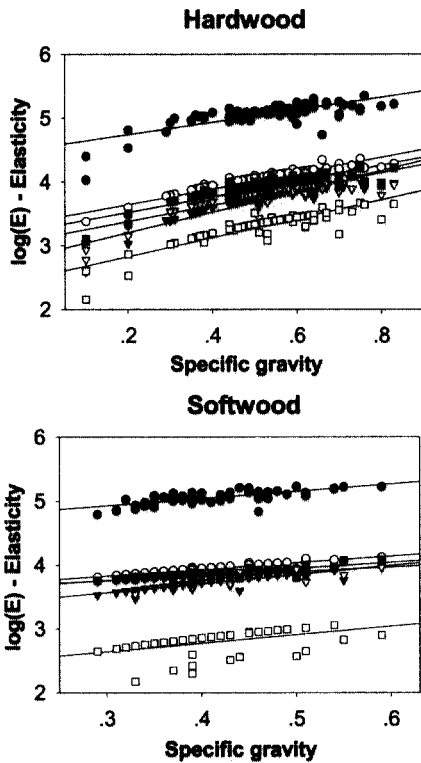 Hardwood
6
5
4
3
2
log(E) - Elasticity
.2 .4 .6 .8
Specific gravity
Softwood
6
5
4
3
2
log(E) - Elasticity
.3 .4 .5 .6
Specific gravity